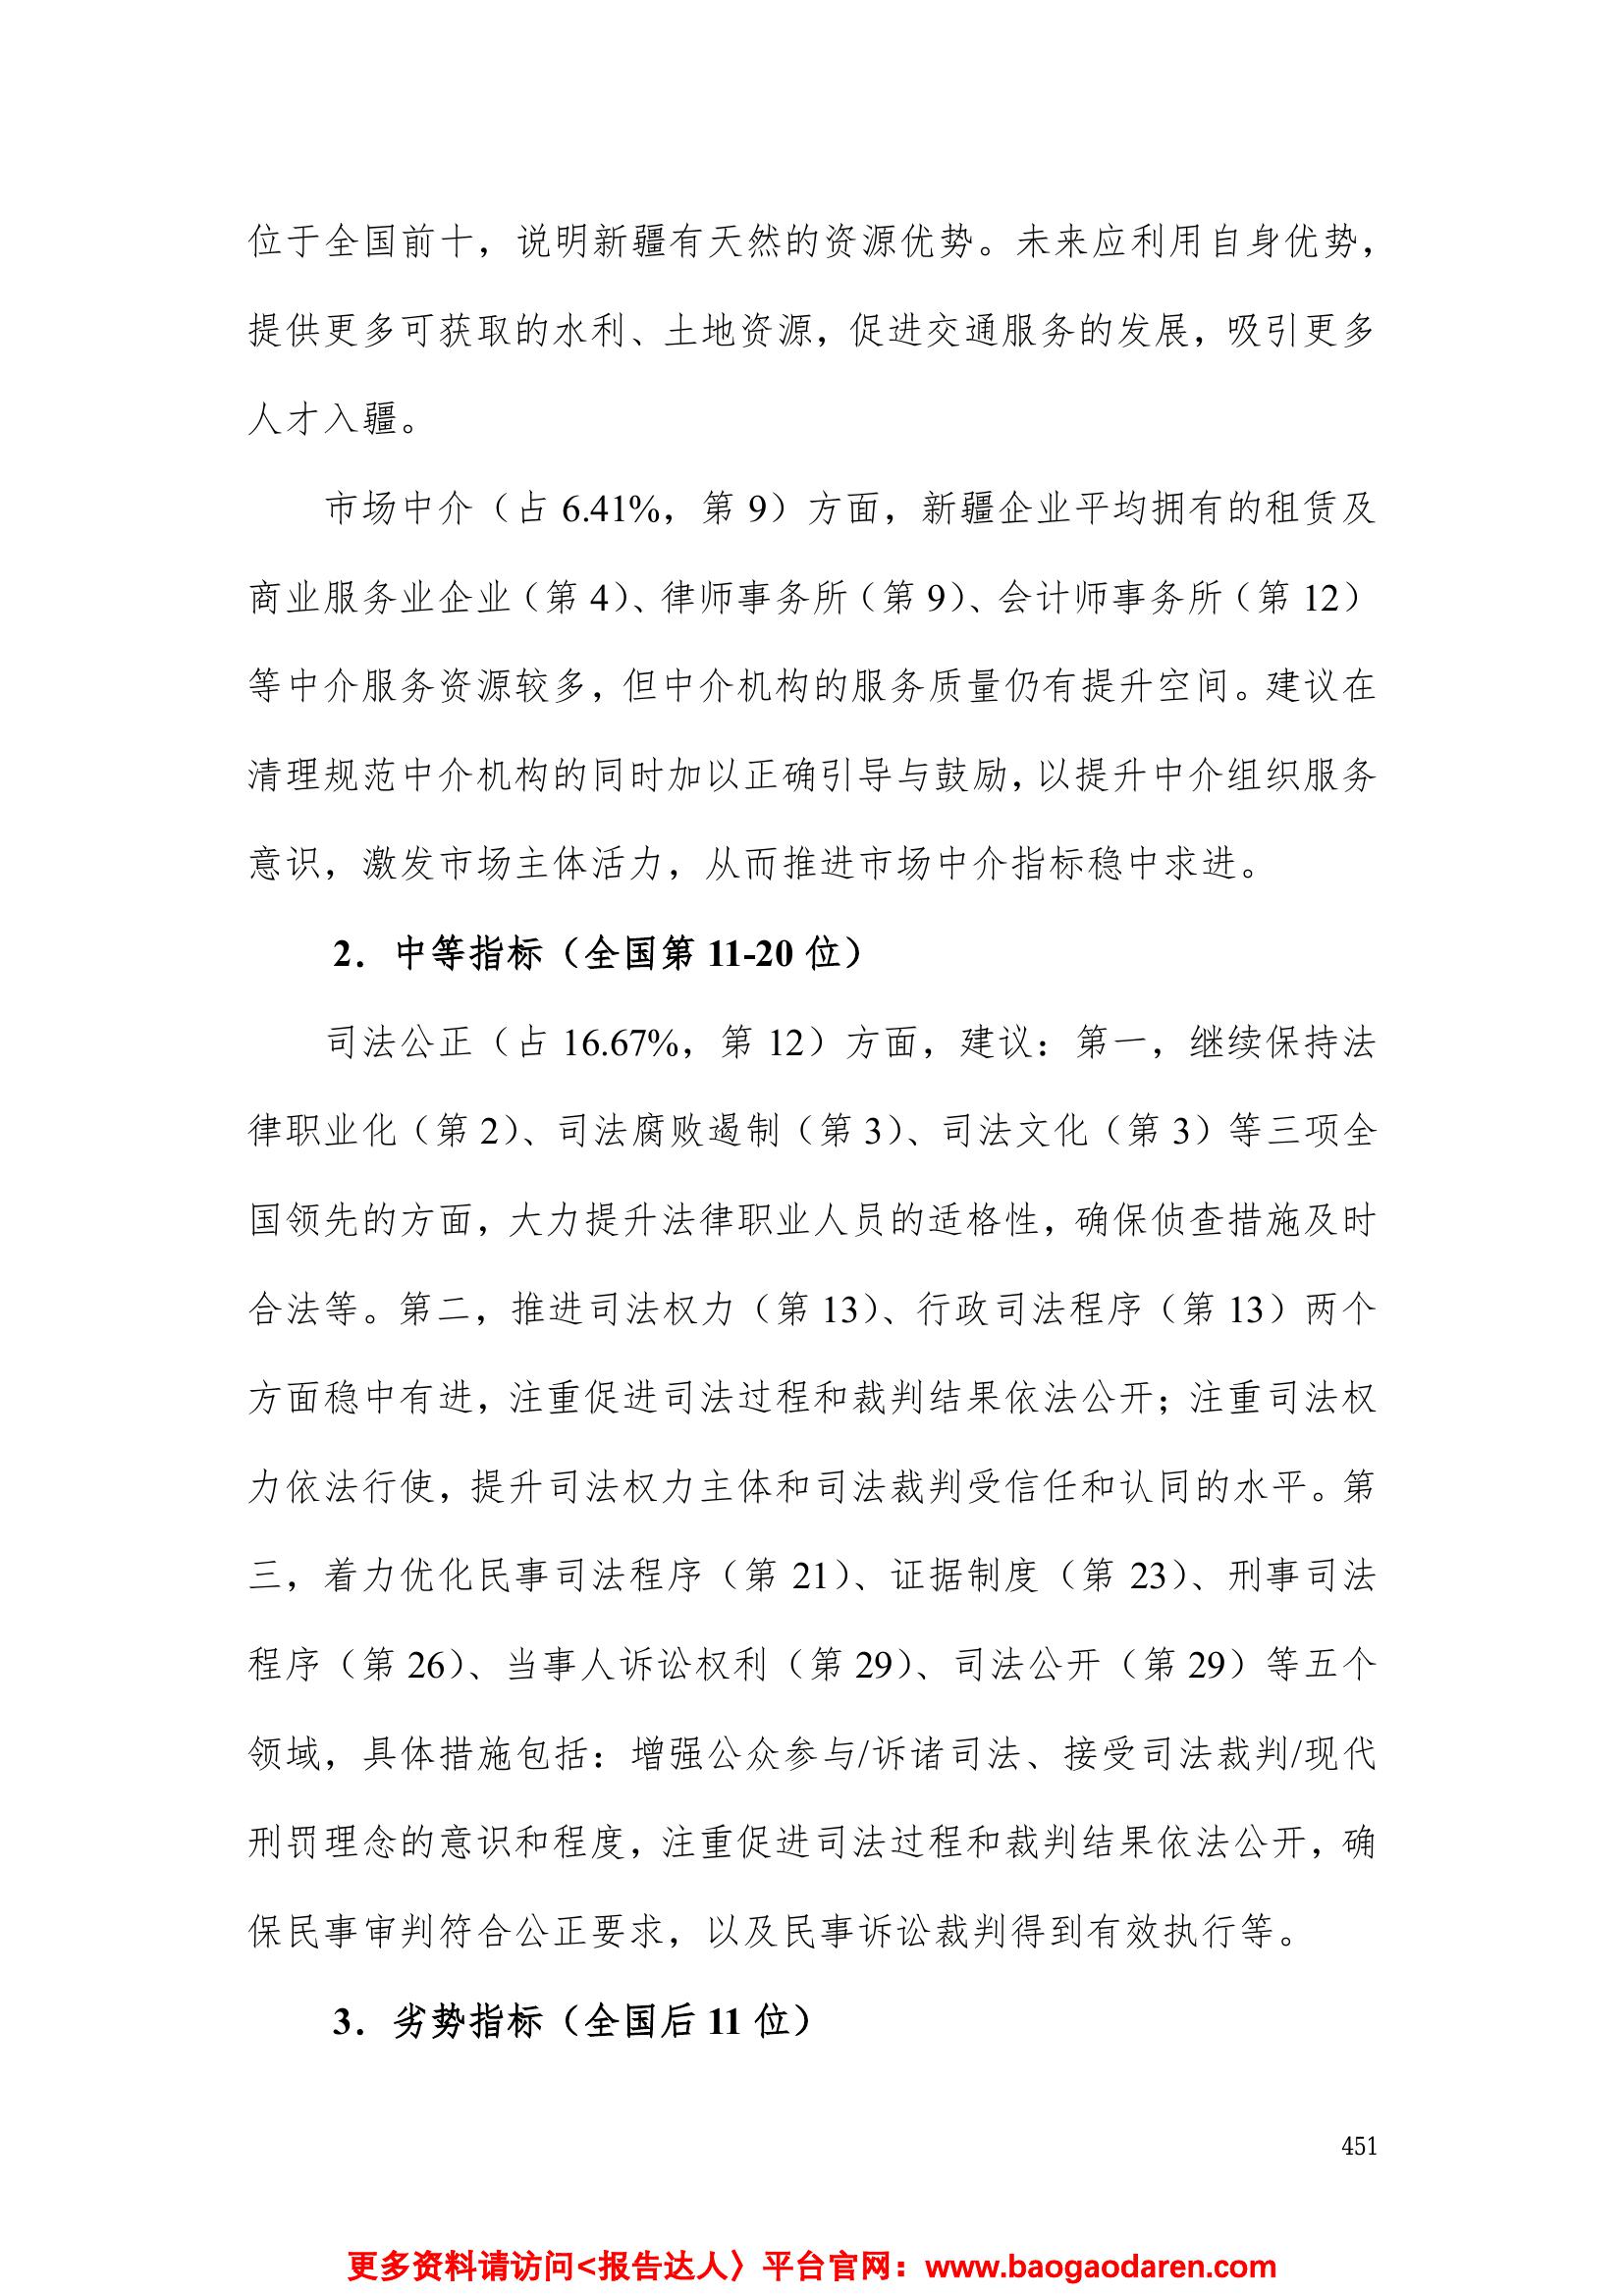 位于全国前十，说明新疆有天然的资源优势。未来应利用自身优势，
提供更多可获取的水利、土地资源，促进交通服务的发展，吸引更多
人才入疆。
市场中介（占 6.41%，第 9）方面，新疆企业平均拥有的租赁及
商业服务业企业（第 4）、律师事务所（第 9）、会计师事务所（第 12）
等中介服务资源较多，但中介机构的服务质量仍有提升空间。建议在
清理规范中介机构的同时加以正确引导与鼓励，以提升中介组织服务
意识，激发市场主体活力，从而推进市场中介指标稳中求进。
2．中等指标（全国第 11-20 位）
司法公正（占 16.67%，第 12）方面，建议：第一，继续保持法
律职业化（第 2）、司法腐败遏制（第 3）、司法文化（第 3）等三项全
国领先的方面，大力提升法律职业人员的适格性，确保侦查措施及时
合法等。第二，推进司法权力（第 13）、行政司法程序（第 13）两个
方面稳中有进，注重促进司法过程和裁判结果依法公开；注重司法权
力依法行使，提升司法权力主体和司法裁判受信任和认同的水平。第
三，着力优化民事司法程序（第 21）、证据制度（第 23）、刑事司法
程序（第 26）、当事人诉讼权利（第 29）、司法公开（第 29）等五个
领域，具体措施包括：增强公众参与/诉诸司法、接受司法裁判/现代
刑罚理念的意识和程度，注重促进司法过程和裁判结果依法公开，确
保民事审判符合公正要求，以及民事诉讼裁判得到有效执行等。
3．劣势指标（全国后 11 位）
451
更多资料请访问<报告达人〉平台官网：www.baogaodaren.com